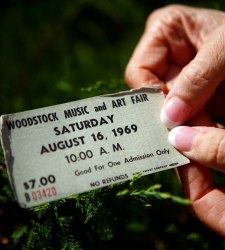 WOODSTOCK MUSIC and ART FAIR
SATURDAY
AUGUST 16, 1969
10:00 A. M.
Good For One Admission Only
$7.00
NO REFUNDS
B 03420